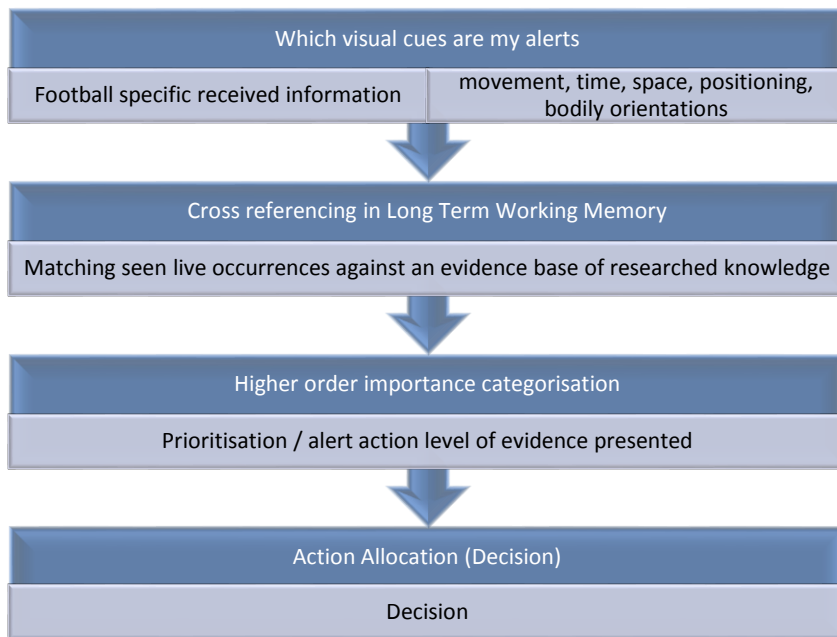 Which visual cues are my alerts
Football specific received information
movement, time, space, positioning,
bodily orientations
Cross referencing in Long Term Working Memory
Matching seen live occurrences against an evidence base of researched knowledge
Higher order importance categorisation
Prioritisation / alert action level of evidence presented
Action Allocation (Decision)
Decision